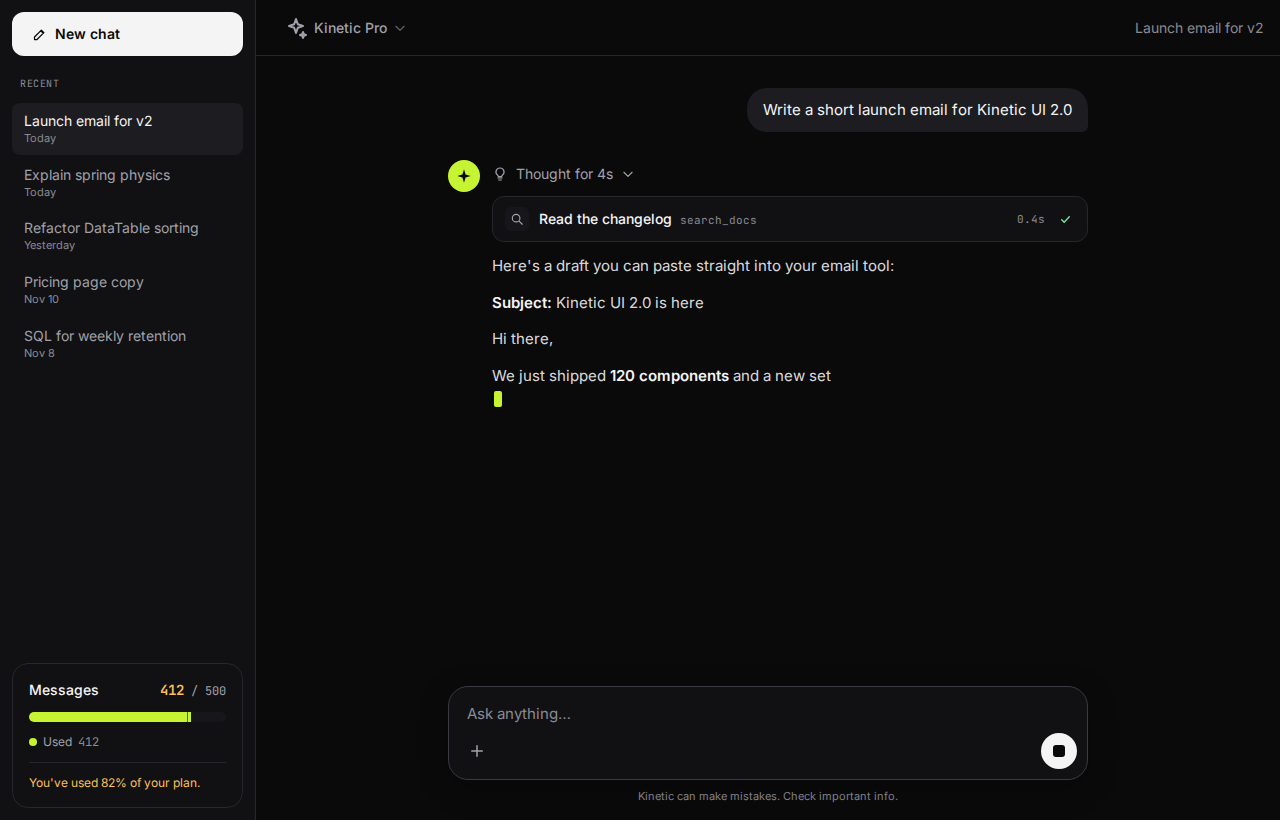 New chat
RECENT
Launch email for v2
Today
Explain spring physics
Today
Refactor DataTable sorting
Yesterday
Pricing page copy
Nov 10
SQL for weekly retention
Nov 8
Messages 412 / 500
Used 412
You've used 82% of your plan.
Kinetic Pro
Launch email for v2
Write a short launch email for Kinetic UI 2.0
Thought for 4s
Read the changelog search_docs 0.4s
Here's a draft you can paste straight into your email tool:
Subject: Kinetic UI 2.0 is here
Hi there,
We just shipped 120 components and a new set
Ask anything...
Kinetic can make mistakes. Check important info.